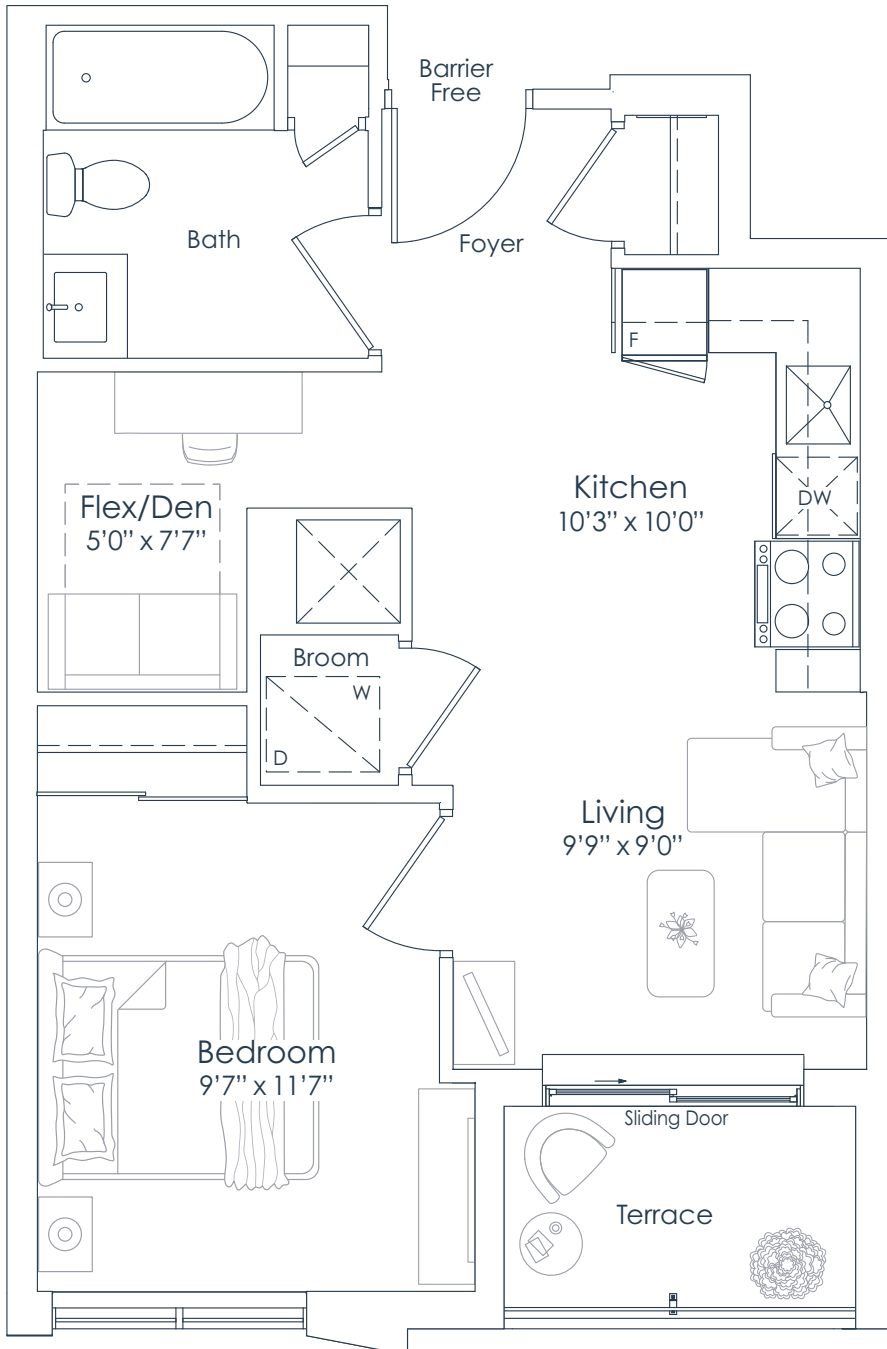 Barrier
Free
Bath
Foyer
F
Flex/Den
5'0” x 7'7”
Kitchen
10'3” x 10'0”
DW
Broom
W
D
Living
9'9” x 9'0”
Bedroom
9'7” x 11'7”
Sliding Door
Terrace